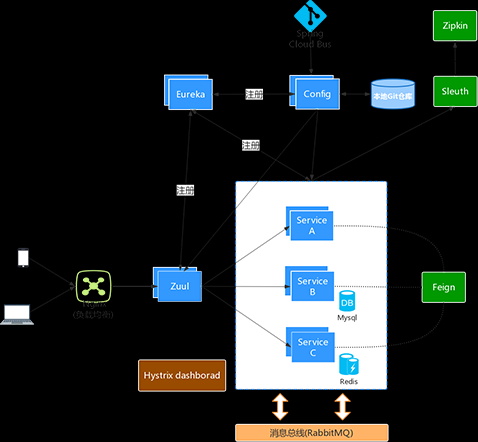 Spring
Cloud Bus
Zipkin
Eureka
注册
Config
本地Git仓库
Sleuth
注册
注册
Service
A
Zuul
Nginx
(负载均衡)
Service
B
DB
Mysql
Feign
Service
C
Redis
Hystrix dashborad
消息总线(RabbitMQ)